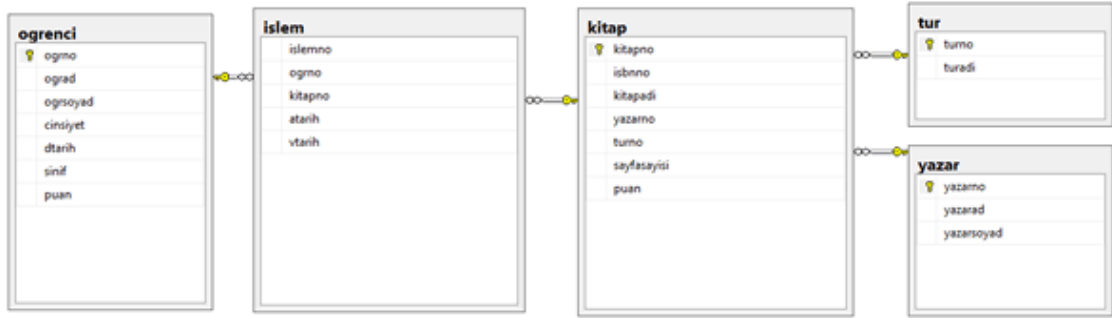 ogrenci
ogrno
ograd
ogrsoyad
cinsiyet
dtarih
sinif
puan
islem
islemno
ogrno
kitapno
atarih
vtarih
kitap
kitapno
isbnno
kitapadi
yazarno
turno
sayfasayisi
puan
tur
turno
turadi
yazar
yazarno
yazarad
yazarsoyad